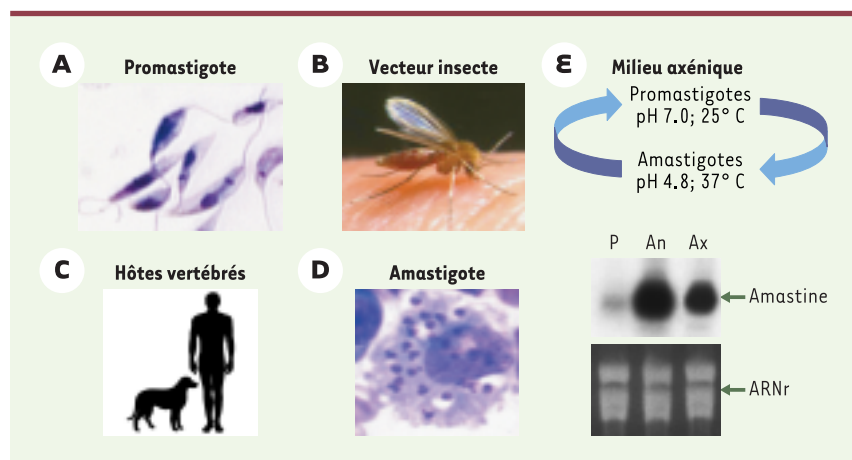 A Promastigote
B Vecteur insecte
C Hôtes vertébrés
D Amastigote
E Milieu axénique
Promastigotes
pH 7.0; 25° C
Amastigotes
pH 4.8; 37° C
P An Ax
Amastine
ARNr